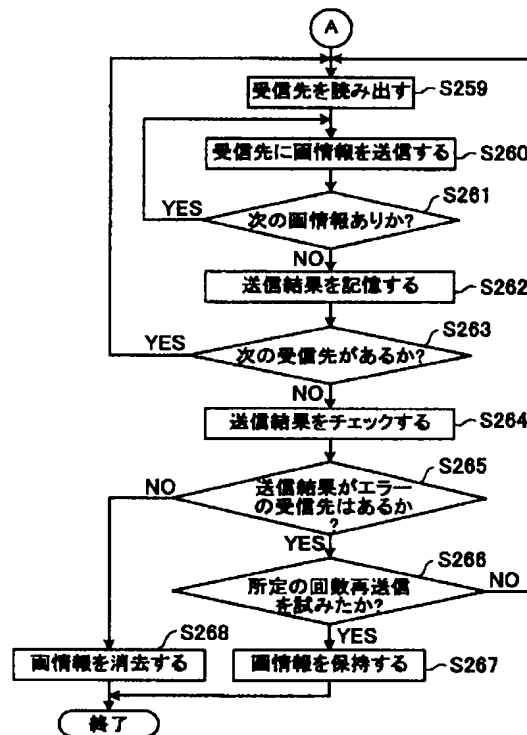 A
受信先を読み出す
S259
受信先に画情報を送信する
S260
S261
YES
次の画情報ありか?
NO
送信結果を記憶する
S262
S263
YES
次の受信先があるか?
NO
送信結果をチェックする
S264
S265
NO
送信結果がエラー
の受信先はあるか
?
YES
S266
所定の回数再送信
を試みたか?
NO
YES
S268
画情報を消去する
画情報を保持する
S267
終了